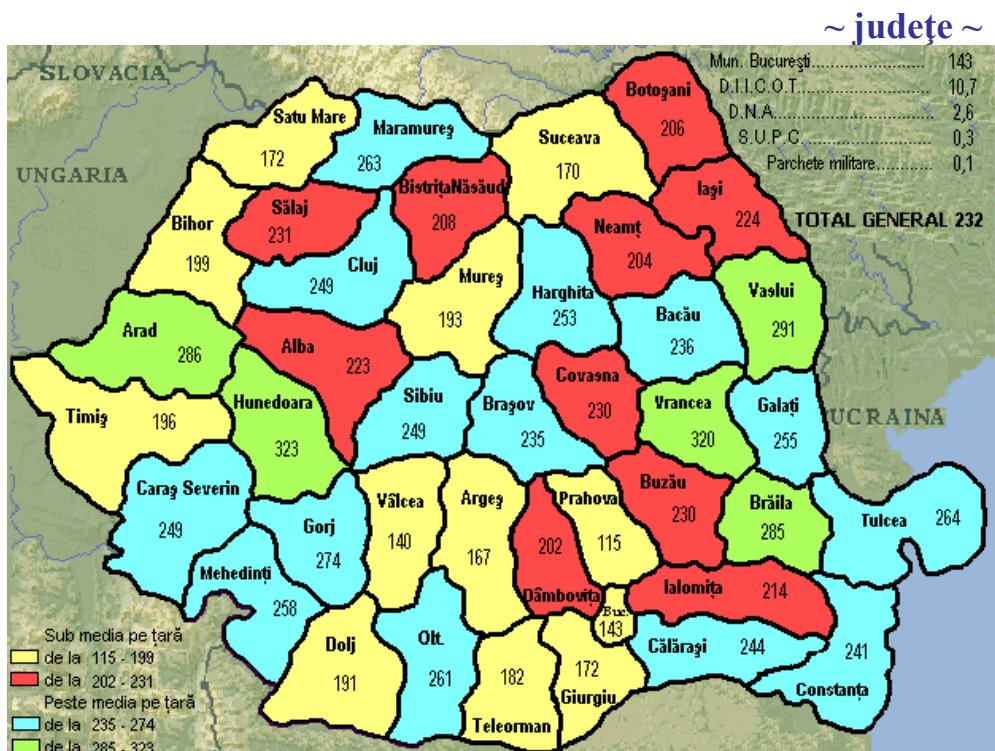 ~ judeţe ~
SLOVACIA
Mun. Bucureşti........................ 143
D.I.I.C.O.T........................... 10,7
D.N.A................................ 2,6
S.U.P.C.............................. 0,3
Parchete militare................ 0,1
TOTAL GENERAL 232
UNGARIA
UCRAINA
Satu Mare
172
Maramureş
263
Suceava
170
Botoşani
206
Iaşi
224
Bihor
199
Sălaj
231
BistriţaNăsăud
208
Neamţ
204
Cluj
249
Mureş
193
Harghita
253
Bacău
236
Vaslui
291
Arad
286
Alba
223
Timiş
196
Hunedoara
323
Sibiu
249
Braşov
235
Covasna
230
Vrancea
320
Galaţi
255
Caraş Severin
249
Gorj
274
Vâlcea
140
Argeş
167
Prahova
115
Buzău
230
Brăila
285
Tulcea
264
202
Dâmboviţa
Mehedinţi
258
Ialomiţa
214
Buc.
143
Dolj
191
Olt.
261
182
Teleorman
172
Giurgiu
Călăraşi
244
241
Constanţa
Sub media pe ţară
de la 115 - 199
de la 202 - 231
Peste media pe ţară
de la 235 - 274
de la 285 - 323